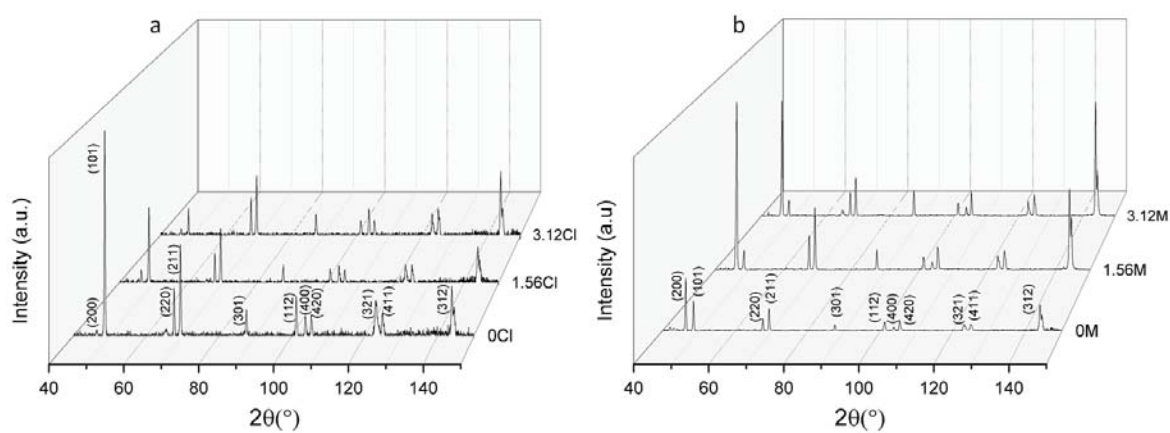 a
Intensity (a.u.)
(101)
(200)
(220)
(211)
(301)
(112)
(400)
(420)
(321)
(411)
(312)
3.12Cl
1.56Cl
0Cl
40 60 80 100 120 140
2θ(°)
b
Intensity (a.u)
(200)
(101)
(220)
(211)
(301)
(112)
(400)
(420)
(321)
(411)
(312)
3.12M
1.56M
0M
40 60 80 100 120 140
2θ(°)